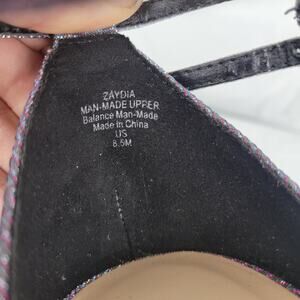 ZAYDIA
MAN-MADE UPPER
Balance Man-Made
Made in China
US
8.5M